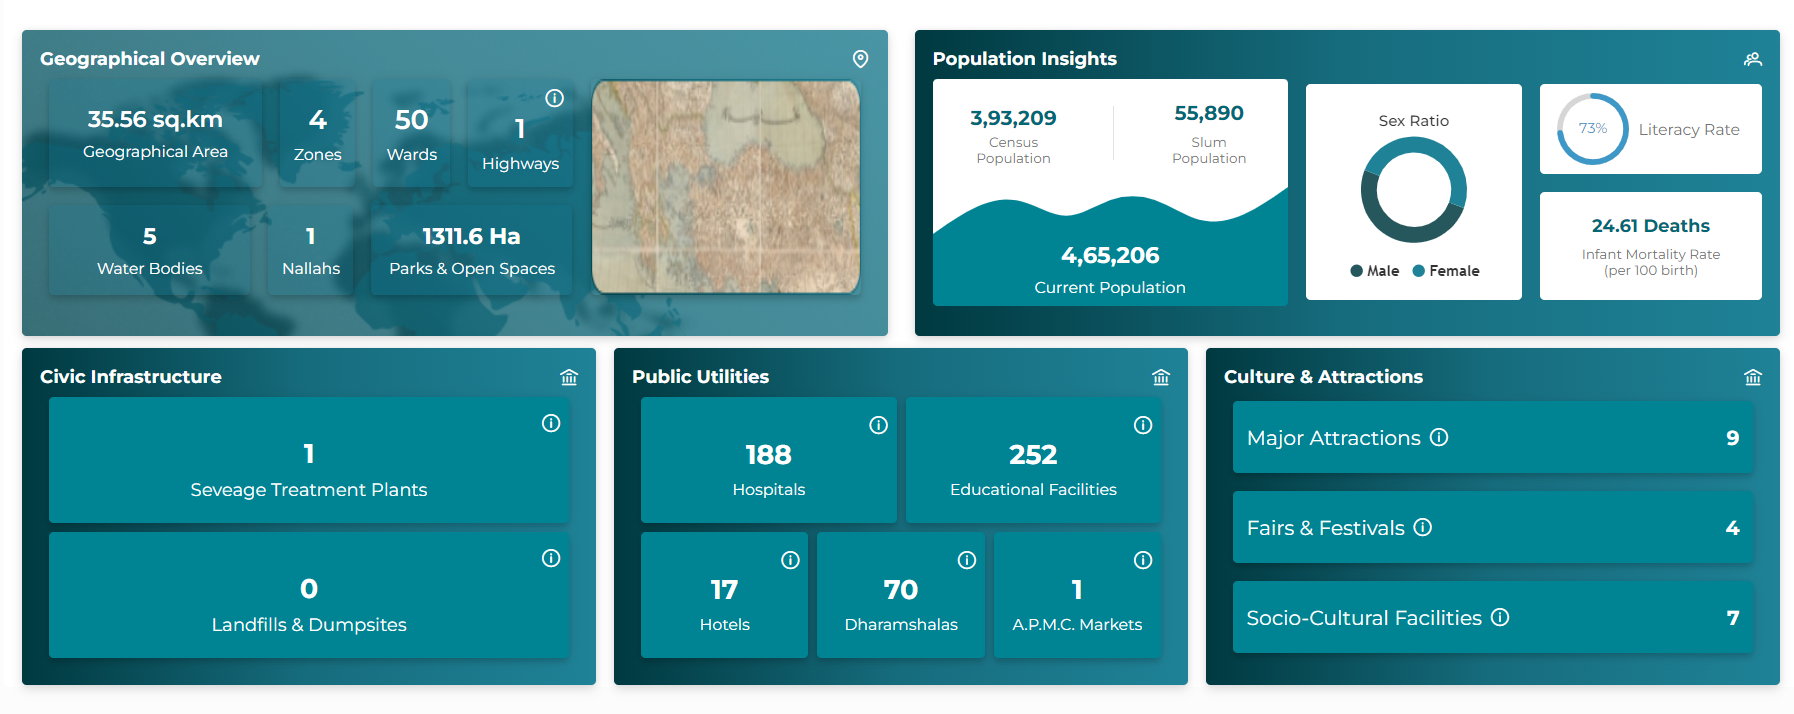 Geographical Overview
35.56 sq.km
Geographical Area
4
Zones
50
Wards
1
Highways
5
Water Bodies
1
Nallahs
1311.6 Ha
Parks & Open Spaces
Population Insights
3,93,209
Census
Population
55,890
Slum
Population
4,65,206
Current Population
Sex Ratio
Male
Female
73%
Literacy Rate
24.61 Deaths
Infant Mortality Rate
(per 100 birth)
Civic Infrastructure
1
Seveage Treatment Plants
0
Landfills & Dumpsites
Public Utilities
188
Hospitals
252
Educational Facilities
17
Hotels
70
Dharamshalas
1
A.P.M.C. Markets
Culture & Attractions
Major Attractions 9
Fairs & Festivals 4
Socio-Cultural Facilities 7